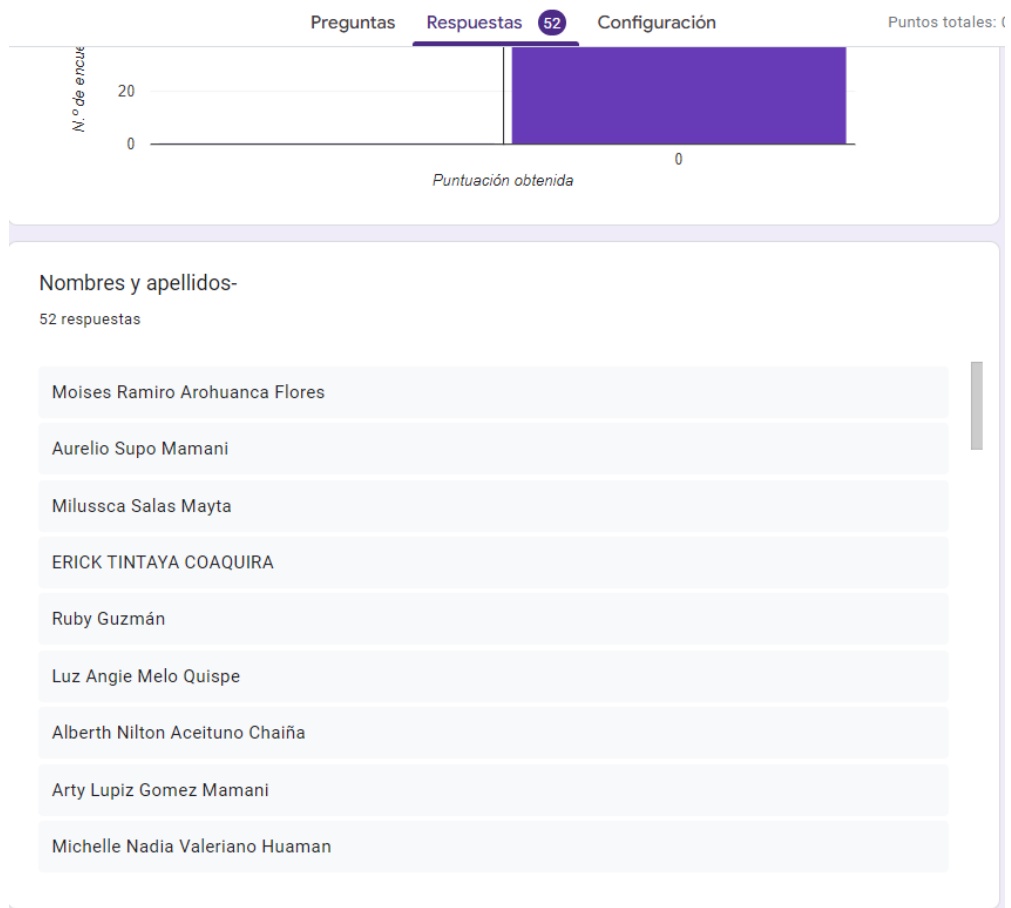 Preguntas Respuestas 52 Configuración Puntos totales:
N.º de
20
0
0
Puntuación obtenida
Nombres y apellidos-
52 respuestas
Moises Ramiro Arohuanca Flores
Aurelio Supo Mamani
Milussca Salas Mayta
ERICK TINTAYA COAQUIRA
Ruby Guzmán
Luz Angie Melo Quispe
Alberth Nilton Aceituno Chaiña
Arty Lupiz Gomez Mamani
Michelle Nadia Valeriano Huaman